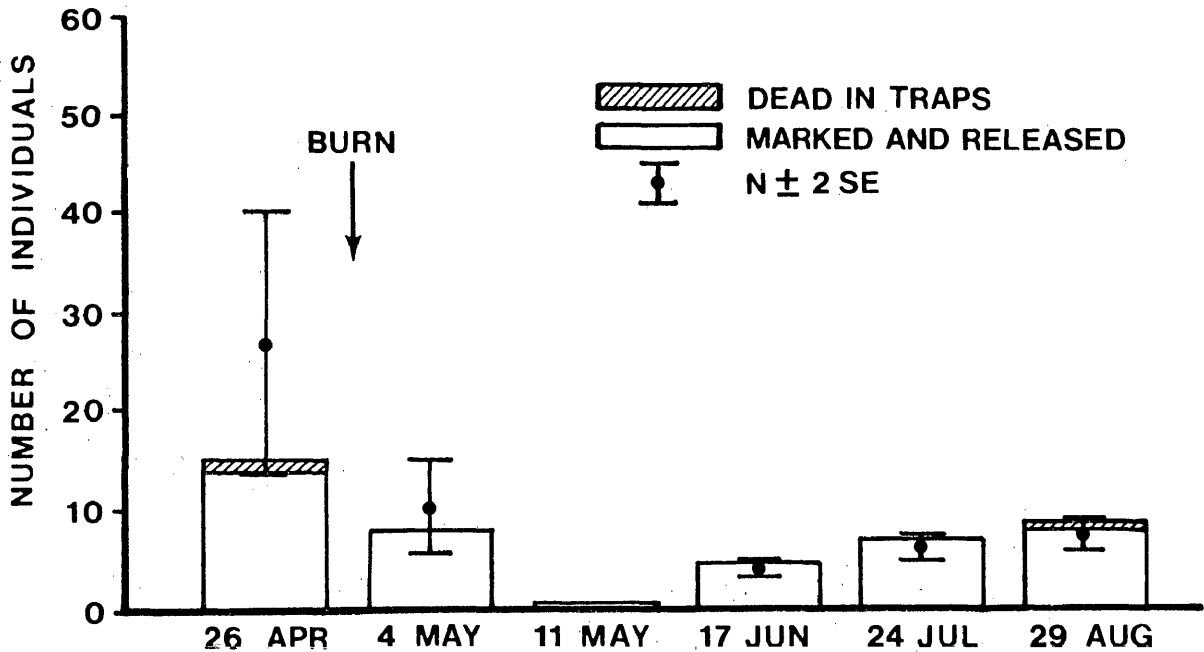 NUMBER OF INDIVIDUALS
60
50
40
30
20
10
0
BURN
DEAD IN TRAPS
MARKED AND RELEASED
N ± 2 SE
26 APR
4 MAY
11 MAY
17 JUN
24 JUL
29 AUG